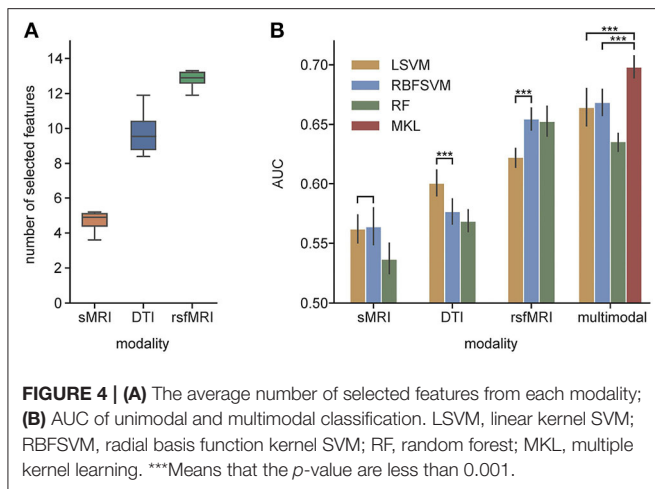 A
number of selected features
14
12
10
8
6
4
2
0
sMRI DTI rsfMRI
modality
B
AUC
0.70
0.65
0.60
0.55
0.50
LSVM
RBFSVM
RF
MKL
***
***
***
***
sMRI DTI rsfMRI multimodal
modality
FIGURE 4 | (A) The average number of selected features from each modality;
(B) AUC of unimodal and multimodal classification. LSVM, linear kernel SVM;
RBFSVM, radial basis function kernel SVM; RF, random forest; MKL, multiple
kernel learning. ***Means that the p-value are less than 0.001.